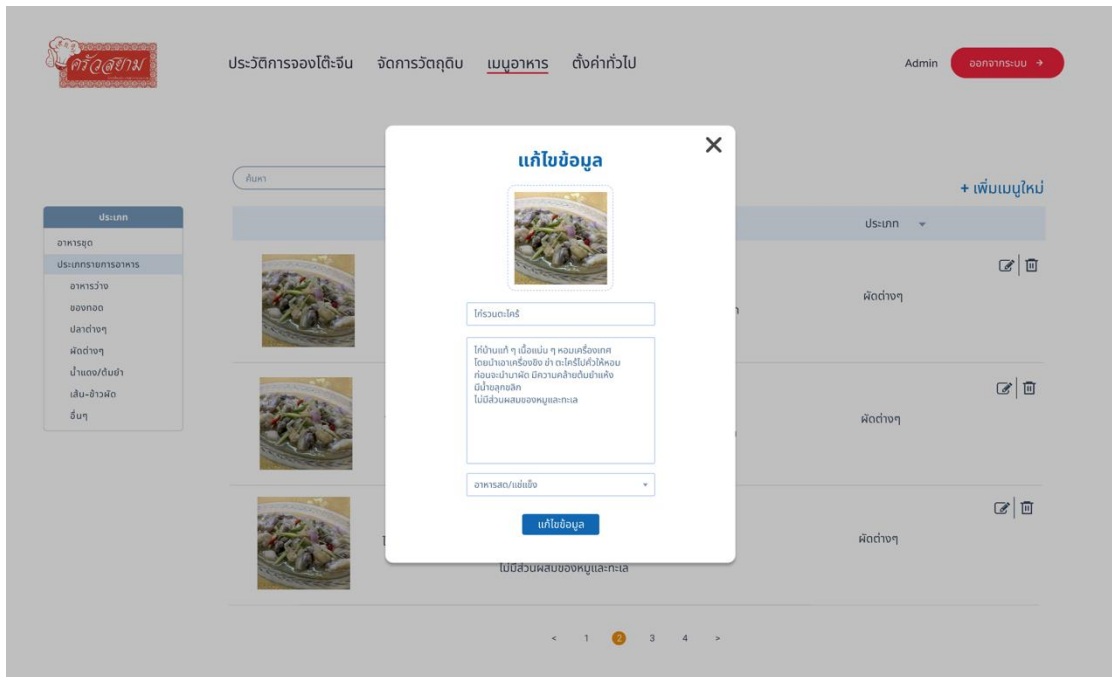 ครัวสยาม
ประวัติการจองโต๊ะจีน จัดการวัตถุดิบ เมนูอาหาร ตั้งค่าทั่วไป
Admin ออกจากระบบ →
แก้ไขข้อมูล
ค้นหา
+ เพิ่มเมนูใหม่
ประเภท
อาหารชุด
ประเภทรายการอาหาร
อาหารว่าง
ของทอด
ปลาต่างๆ
ผัดต่างๆ
น้ำแดง/ต้มยำ
เส้น-ข้าวผัด
อื่นๆ
ประเภท
ผัดต่างๆ
ผัดต่างๆ
ผัดต่างๆ
ไก่รวนตะไคร้
ไก่บ้านแท้ ๆ เนื้อแน่น ๆ หอมเครื่องเทศ
โดยนำเอาเครื่องขิง ข่า ตะไคร้ไปคั่วให้หอม
ก่อนจะนำมาผัด มีความคล้ายต้มยำแห้ง
มีน้ำขลุกขลิก
ไม่มีส่วนผสมของหมูและทะเล
อาหารสด/แช่แข็ง
แก้ไขข้อมูล
ไม่มีส่วนผสมของหมูและทะเล
< 1 2 3 4 >